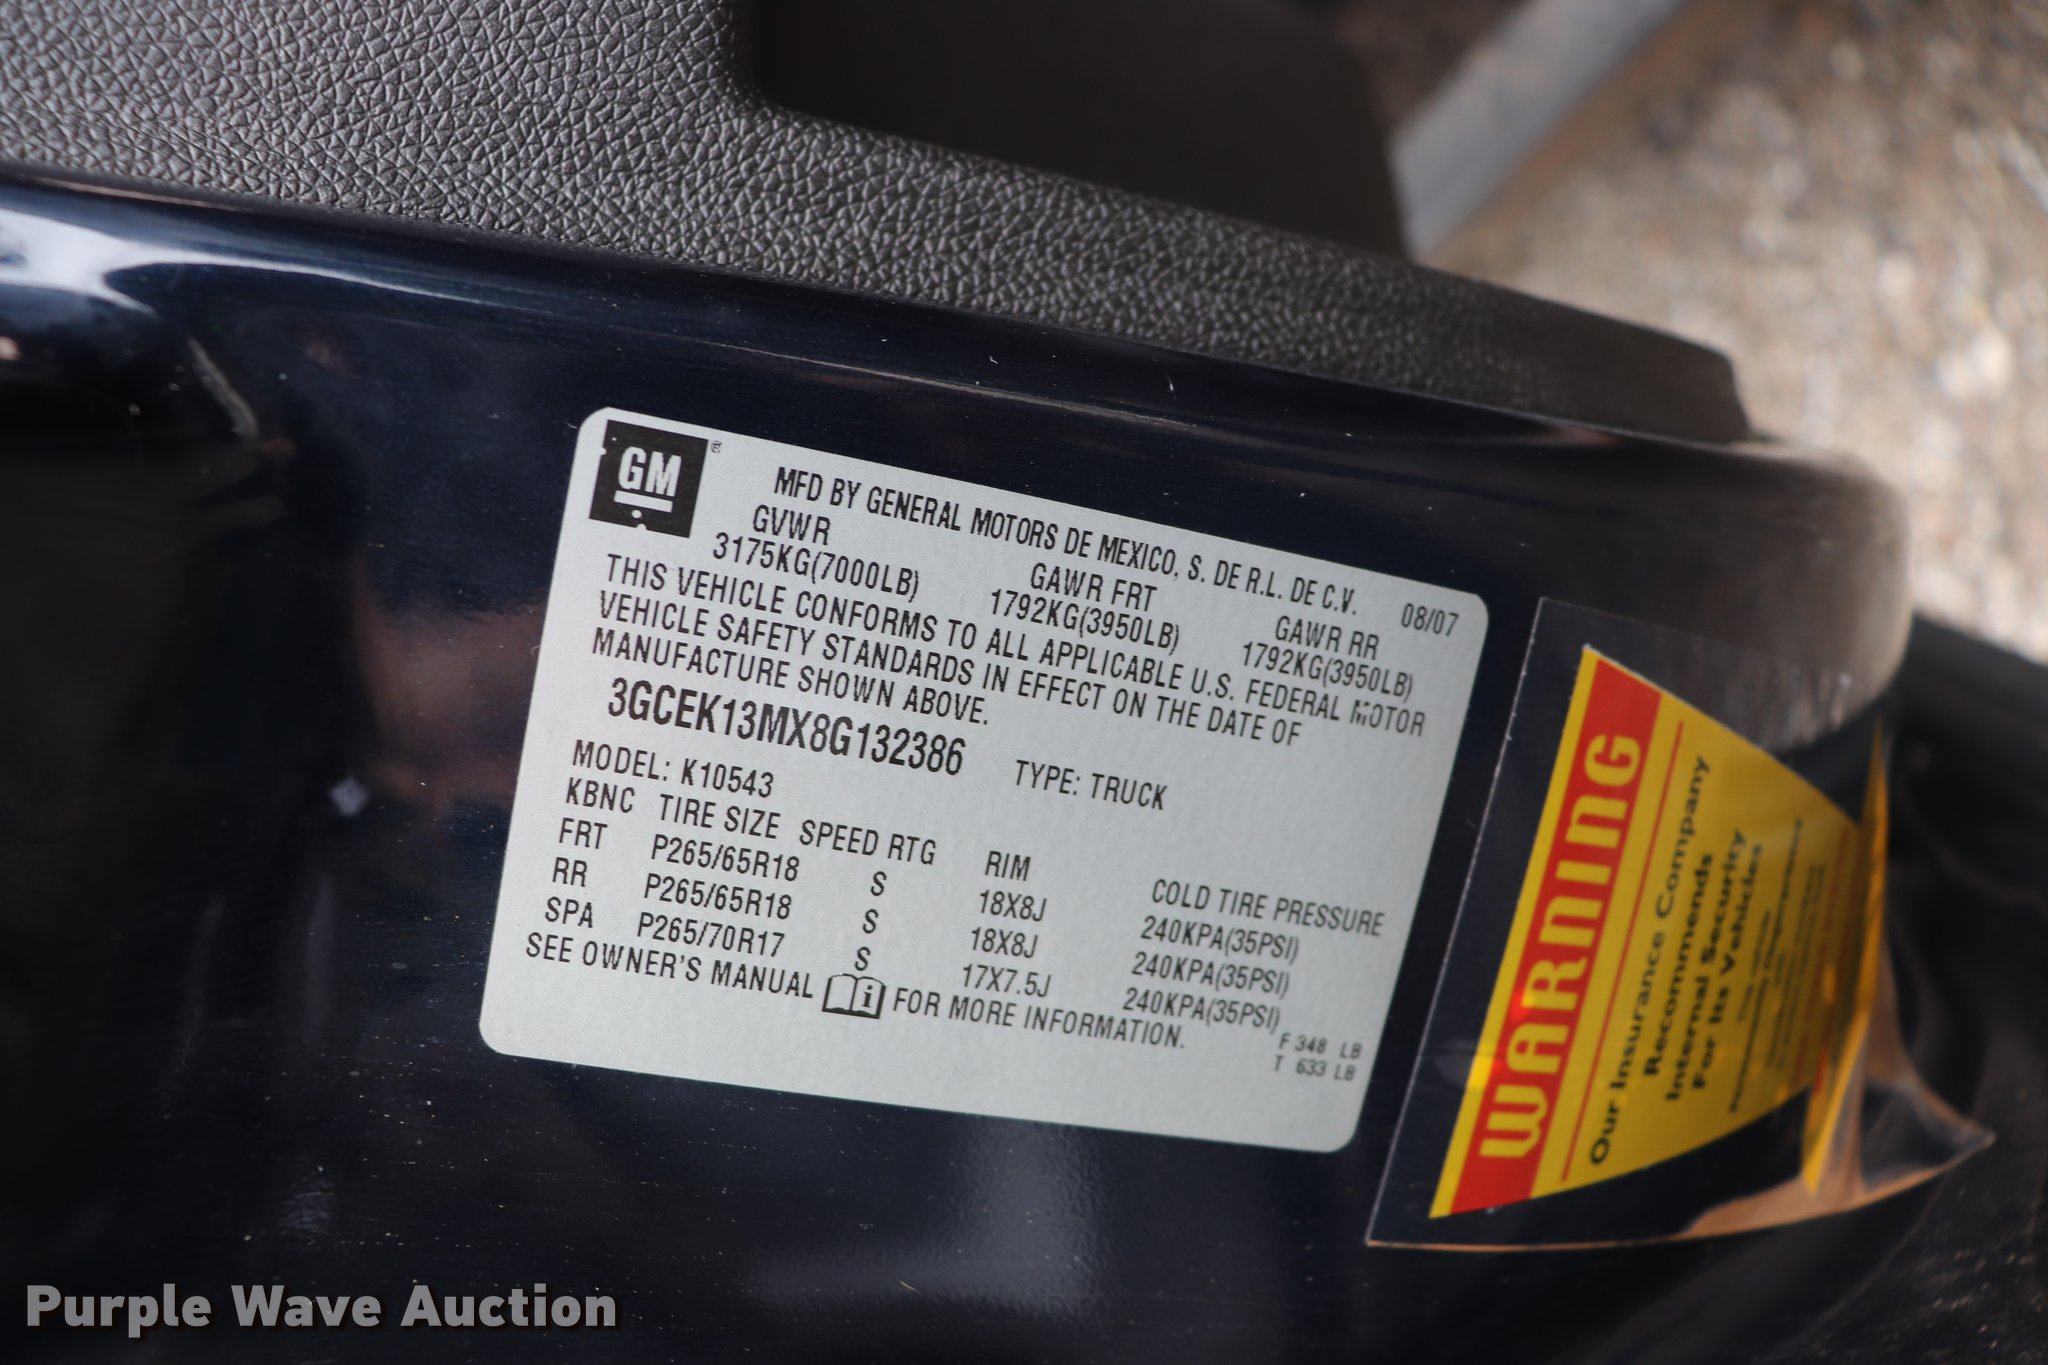 GM ®
MFD BY GENERAL MOTORS DE MEXICO, S. DE R.L. DE C.V. 08/07
GVWR GAWR FRT GAWR RR
3175KG(7000LB) 1792KG(3950LB) 1792KG(3950LB)
THIS VEHICLE CONFORMS TO ALL APPLICABLE U.S. FEDERAL MOTOR
VEHICLE SAFETY STANDARDS IN EFFECT ON THE DATE OF
MANUFACTURE SHOWN ABOVE.
3GCEK13MX8G132386 TYPE: TRUCK
MODEL: K10543
KBNC TIRE SIZE SPEED RTG RIM COLD TIRE PRESSURE
FRT P265/65R18 S 18X8J 240KPA(35PSI)
RR P265/65R18 S 18X8J 240KPA(35PSI)
SPA P265/70R17 S 17X7.5J 240KPA(35PSI)
SEE OWNER'S MANUAL i FOR MORE INFORMATION.
F 348 LB
T 633 LB
WARNING
Our Insurance Company
Recommends
Internal Security
For Its Vehicles
Purple Wave Auction